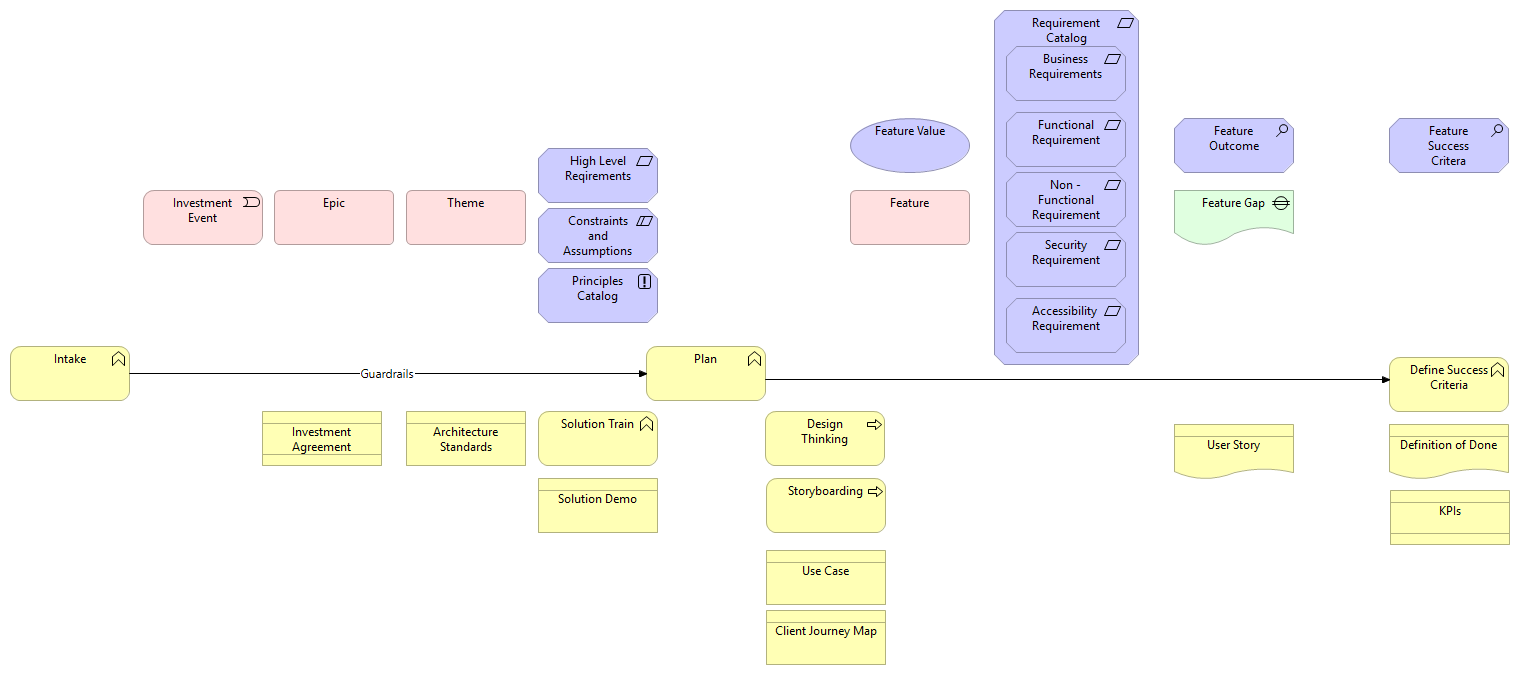 Requirement
Catalog
Business
Requirements
Functional
Requirement
Non -
Functional
Requirement
Security
Requirement
Accessibility
Requirement
Feature Value
Feature
Outcome
Feature
Success
Critera
High Level
Reqirements
Constraints
and
Assumptions
Principles
Catalog
Investment
Event
Epic
Theme
Feature
Feature Gap
Intake
Guardrails
Plan
Define Success
Criteria
Investment
Agreement
Architecture
Standards
Solution Train
Solution Demo
Design
Thinking
Storyboarding
Use Case
Client Journey Map
User Story
Definition of Done
KPIs